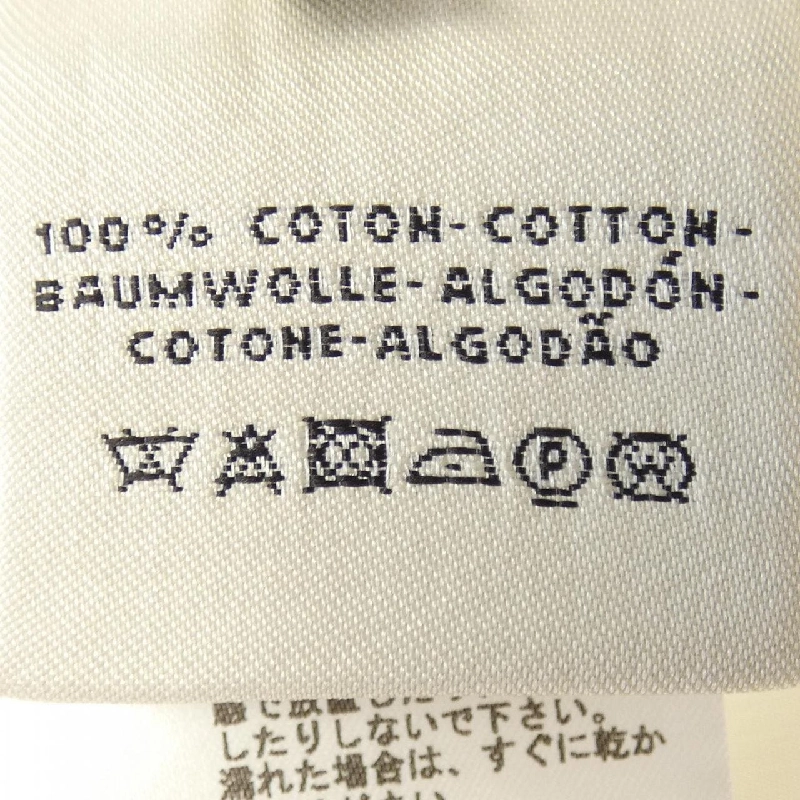 100% COTON-COTTON-
BAUMWOLLE-ALGODÓN-
COTONE-ALGODÃO
P W
したりしないで下さい。
濡れた場合は、すぐに乾か